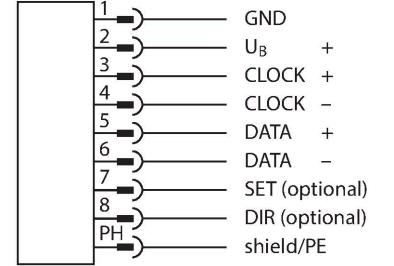 1 GND
2 U_B +
3 CLOCK +
4 CLOCK –
5 DATA +
6 DATA –
7 SET (optional)
8 DIR (optional)
PH shield/PE